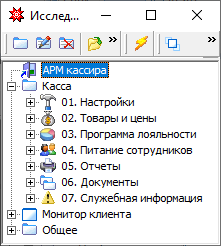 Исслед...
АРМ кассира
Касса
01. Настройки
02. Товары и цены
03. Программа лояльности
04. Питание сотрудников
05. Отчеты
06. Документы
07. Служебная информация
Монитор клиента
Общее